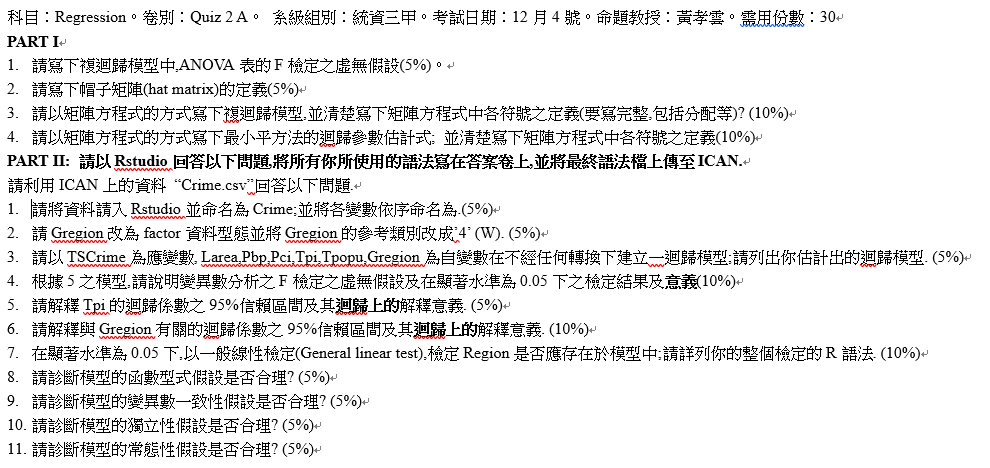 科目：Regression。卷別：Quiz 2 A。 系級組別：統資三甲。考試日期：12 月 4 號。命題教授：黃孝雲。需用份數：30
PART I
1. 請寫下複迴歸模型中,ANOVA 表的 F 檢定之虛無假設(5%)。
2. 請寫下帽子矩陣(hat matrix)的定義(5%)
3. 請以矩陣方程式的方式寫下複迴歸模型,並清楚寫下矩陣方程式中各符號之定義(要寫完整,包括分配等)? (10%)
4. 請以矩陣方程式的方式寫下最小平方法的迴歸參數估計式; 並清楚寫下矩陣方程式中各符號之定義(10%)
PART II: 請以 Rstudio 回答以下問題,將所有你所使用的語法寫在答案卷上,並將最終語法檔上傳至 ICAN.
請利用 ICAN 上的資料 “Crime.csv”回答以下問題.
1. 請將資料請入 Rstudio 並命名為 Crime;並將各變數依序命名為.(5%)
2. 請 Gregion 改為 factor 資料型態並將 Gregion 的參考類別改成’4’ (W). (5%)
3. 請以 TSCrime 為應變數, Larea,Pbp,Pci,Tpi,Tpopu,Gregion 為自變數在不經任何轉換下建立一迴歸模型;請列出你估計出的迴歸模型. (5%)
4. 根據 5 之模型,請說明變異數分析之 F 檢定之虛無假設及在顯著水準為 0.05 下之檢定結果及意義(10%)
5. 請解釋 Tpi 的迴歸係數之 95%信賴區間及其迴歸上的解釋意義. (5%)
6. 請解釋與 Gregion 有關的迴歸係數之 95%信賴區間及其迴歸上的解釋意義. (10%)
7. 在顯著水準為 0.05 下,以一般線性檢定(General linear test),檢定 Region 是否應存在於模型中;請詳列你的整個檢定的 R 語法. (10%)
8. 請診斷模型的函數型式假設是否合理? (5%)
9. 請診斷模型的變異數一致性假設是否合理? (5%)
10. 請診斷模型的獨立性假設是否合理? (5%)
11. 請診斷模型的常態性假設是否合理? (5%)